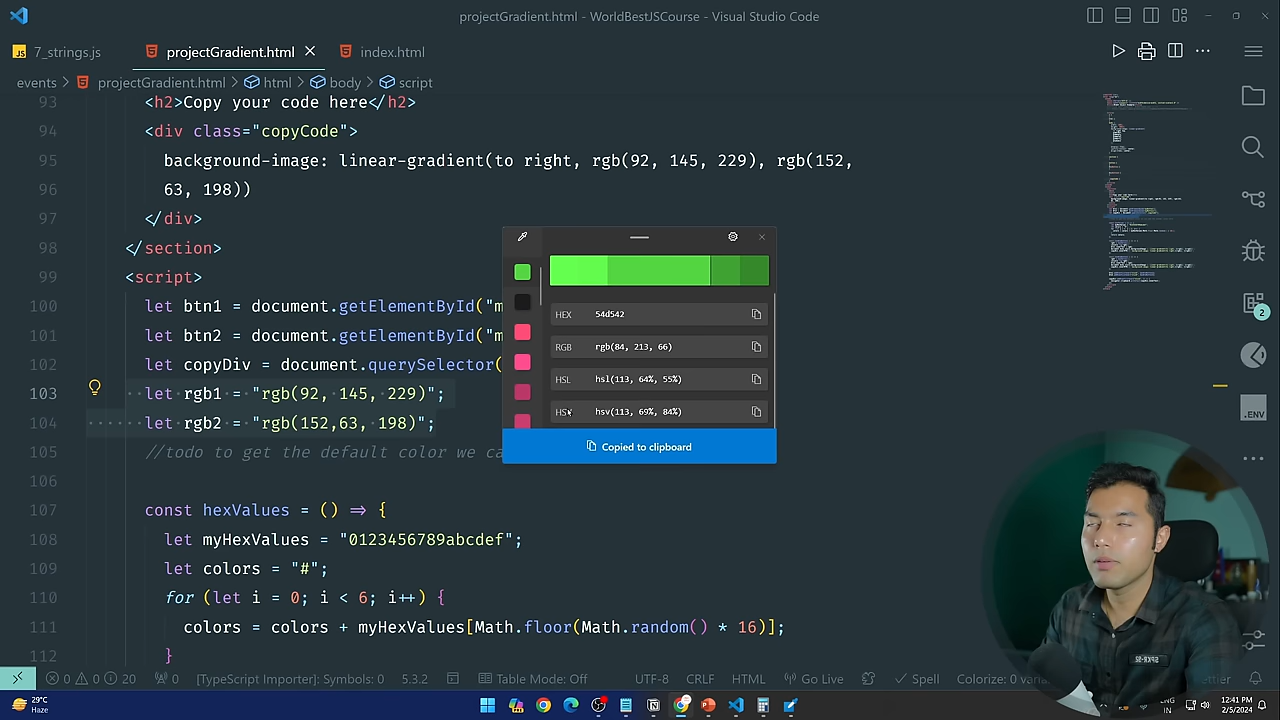 projectGradient.html - WorldBestJSCourse - Visual Studio Code
JS 7_strings.js
projectGradient.html
index.html
events > projectGradient.html > html > body > script
93 <h2>Copy your code here</h2>
94 <div class="copyCode">
95 background-image: linear-gradient(to right, rgb(92, 145, 229), rgb(152,
96 63, 198))
97 </div>
98 </section>
99 <script>
100 let btn1 = document.getElementById("m
101 let btn2 = document.getElementById("m
102 let copyDiv = document.querySelector(
103 let rgb1 = "rgb(92, 145, 229)";
104 let rgb2 = "rgb(152,63, 198)";
105 //todo to get the default color we ca
106
107 const hexValues = () => {
108 let myHexValues = "0123456789abcdef";
109 let colors = "#";
110 for (let i = 0; i < 6; i++) {
111 colors = colors + myHexValues[Math.floor(Math.random() * 16)];
112 }
HEX 54d542
RGB rgb(84, 213, 66)
HSL hsl(113, 64%, 55%)
HSV hsv(113, 69%, 84%)
Copied to clipboard
2
.ENV
0 0 20 0 [TypeScript Importer]: Symbols: 0 5.3.2 Table Mode: Off UTF-8 CRLF HTML Go Live Spell Colorize: 0 varia
29°C
Haze
ENG
IN
12:41 PM
2/5/2024